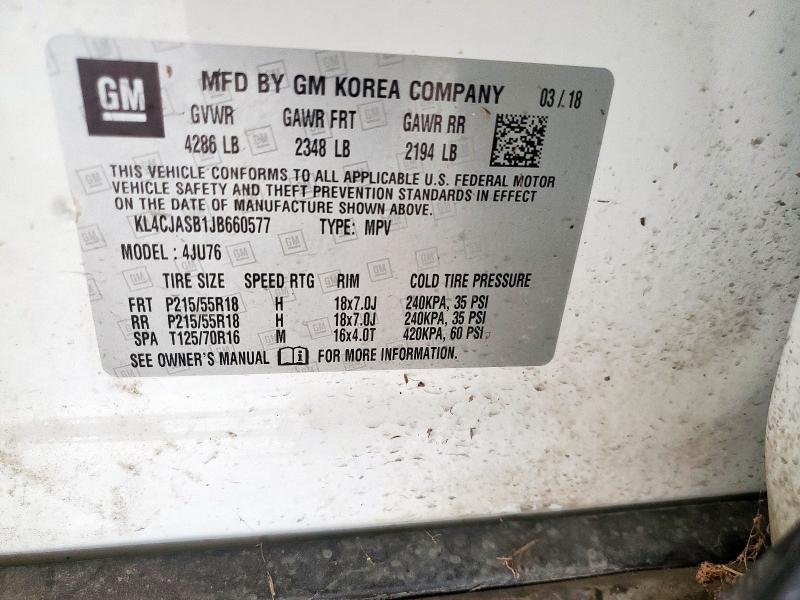 GM MFD BY GM KOREA COMPANY 03/18
GVWR GAWR FRT GAWR RR
4286 LB 2348 LB 2194 LB
THIS VEHICLE CONFORMS TO ALL APPLICABLE U.S. FEDERAL MOTOR
VEHICLE SAFETY AND THEFT PREVENTION STANDARDS IN EFFECT
ON THE DATE OF MANUFACTURE SHOWN ABOVE.
KL4CJASB1JB660577 TYPE: MPV
MODEL : 4JU76
TIRE SIZE SPEED RTG RIM COLD TIRE PRESSURE
FRT P215/55R18 H 18x7.0J 240KPA, 35 PSI
RR P215/55R18 H 18x7.0J 240KPA, 35 PSI
SPA T125/70R16 M 16x4.0T 420KPA, 60 PSI
SEE OWNER'S MANUAL FOR MORE INFORMATION.